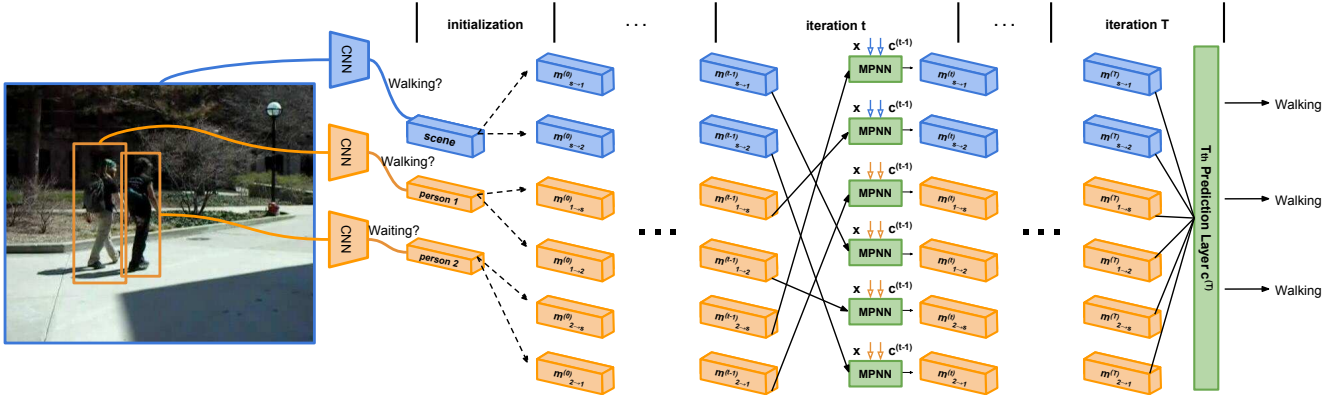 initialization
. . .
iteration t
. . .
iteration T
CNN
Walking?
scene
CNN
Walking?
person 1
CNN
Waiting?
person 2
m(0) s→1
m(0) s→2
m(0) 1→s
m(0) 1→2
m(0) 2→s
m(0) 2→1
m(t-1) s→1
m(t-1) s→2
m(t-1) 1→s
m(t-1) 1→2
m(t-1) 2→s
m(t-1) 2→1
x c(t-1)
MPNN
x c(t-1)
MPNN
x c(t-1)
MPNN
x c(t-1)
MPNN
x c(t-1)
MPNN
x c(t-1)
MPNN
m(t) s→1
m(t) s→2
m(t) 1→s
m(t) 1→2
m(t) 2→s
m(t) 2→1
m(T) s→1
m(T) s→2
m(T) 1→s
m(T) 1→2
m(T) 2→s
m(T) 2→1
Tth Prediction Layer c(T)
Walking
Walking
Walking